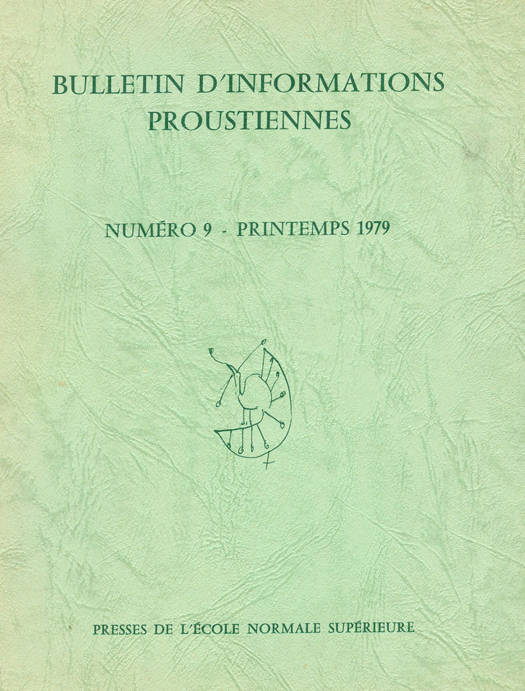 BULLETIN D'INFORMATIONS
PROUSTIENNES
NUMÉRO 9 - PRINTEMPS 1979
PRESSES DE L'ÉCOLE NORMALE SUPÉRIEURE